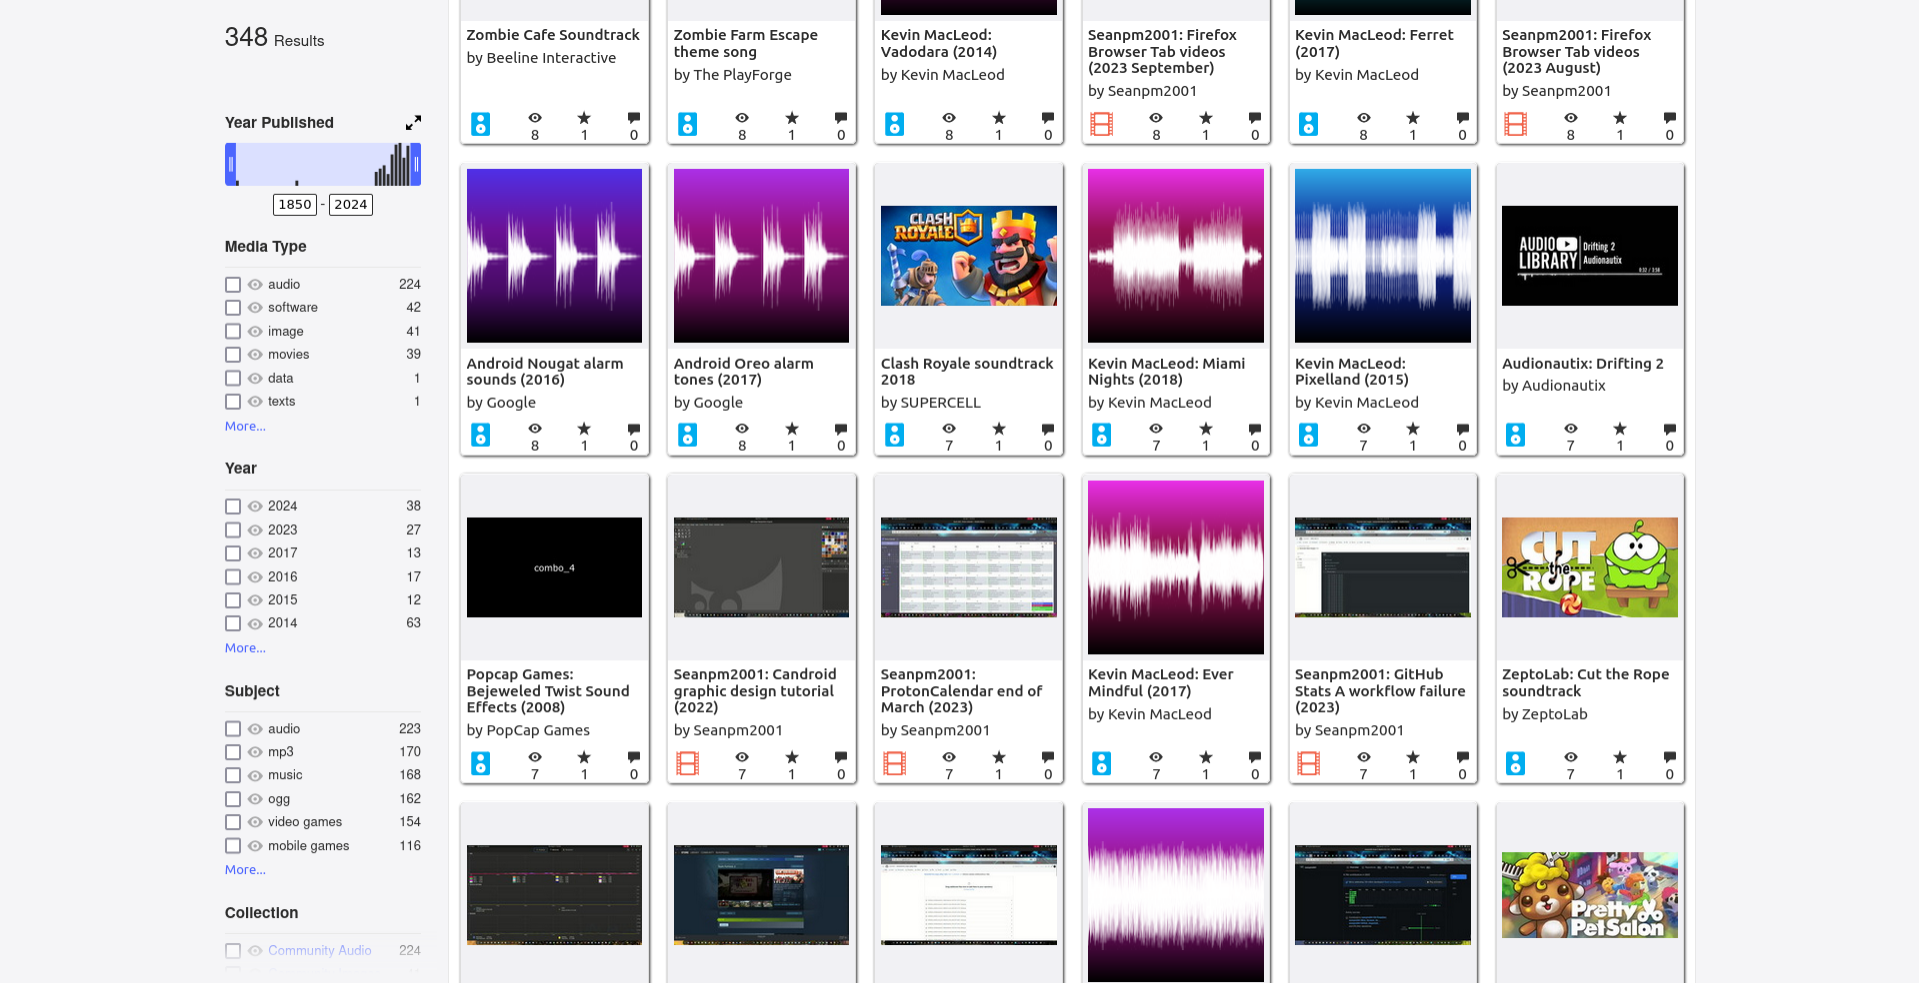 348 Results
Year Published
1850 - 2024
Media Type
audio 224
software 42
image 41
movies 39
data 1
texts 1
More...
Year
2024 38
2023 27
2017 13
2016 17
2015 12
2014 63
More...
Subject
audio 223
mp3 170
music 168
ogg 162
video games 154
mobile games 116
More...
Collection
Community Audio 224
Zombie Cafe Soundtrack
by Beeline Interactive
8 1 0
Zombie Farm Escape
theme song
by The PlayForge
8 1 0
Kevin MacLeod:
Vadodara (2014)
by Kevin MacLeod
8 1 0
Seanpm2001: Firefox
Browser Tab videos
(2023 September)
by Seanpm2001
8 1 0
Kevin MacLeod: Ferret
(2017)
by Kevin MacLeod
8 1 0
Seanpm2001: Firefox
Browser Tab videos
(2023 August)
by Seanpm2001
8 1 0
Android Nougat alarm
sounds (2016)
by Google
8 1 0
Android Oreo alarm
tones (2017)
by Google
8 1 0
CLASH
ROYALE
Clash Royale soundtrack
2018
by SUPERCELL
7 1 0
Kevin MacLeod: Miami
Nights (2018)
by Kevin MacLeod
7 1 0
Kevin MacLeod:
Pixelland (2015)
by Kevin MacLeod
7 1 0
AUDIO
LIBRARY
Drifting 2
Audionautix
Audionautix: Drifting 2
by Audionautix
7 1 0
combo_4
Popcap Games:
Bejeweled Twist Sound
Effects (2008)
by PopCap Games
7 1 0
Seanpm2001: Candroid
graphic design tutorial
(2022)
by Seanpm2001
7 1 0
Seanpm2001:
ProtonCalendar end of
March (2023)
by Seanpm2001
7 1 0
Kevin MacLeod: Ever
Mindful (2017)
by Kevin MacLeod
7 1 0
Seanpm2001: GitHub
Stats A workflow failure
(2023)
by Seanpm2001
7 1 0
CUT
the
ROPE
ZeptoLab: Cut the Rope
soundtrack
by ZeptoLab
7 1 0
Pretty
Pet Salon